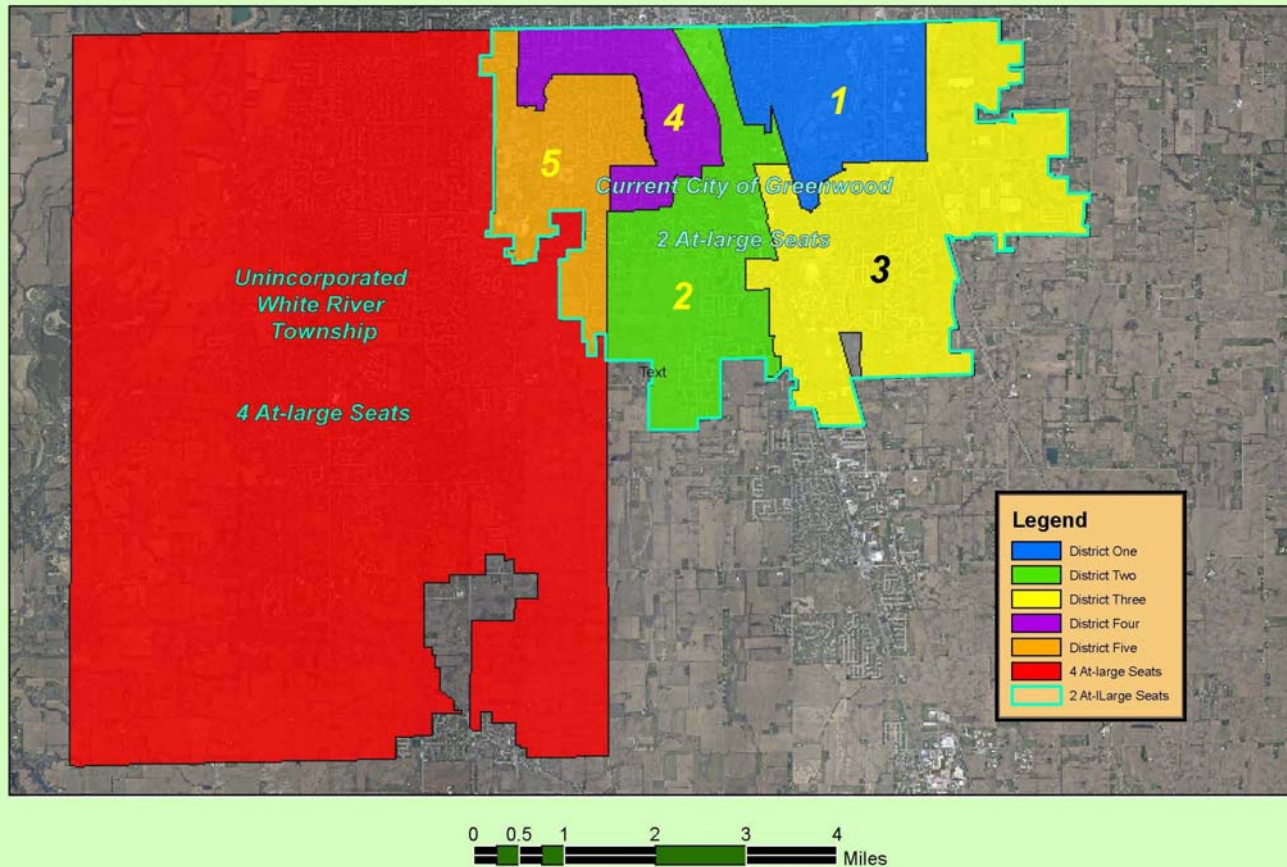 1
4
5
Current City of Greenwood
2 At-large Seats
3
2
Unincorporated
White River
Township
Text
4 At-large Seats
Legend
District One
District Two
District Three
District Four
District Five
4 At-large Seats
2 At-lLarge Seats
0 0.5 1 2 3 4
Miles